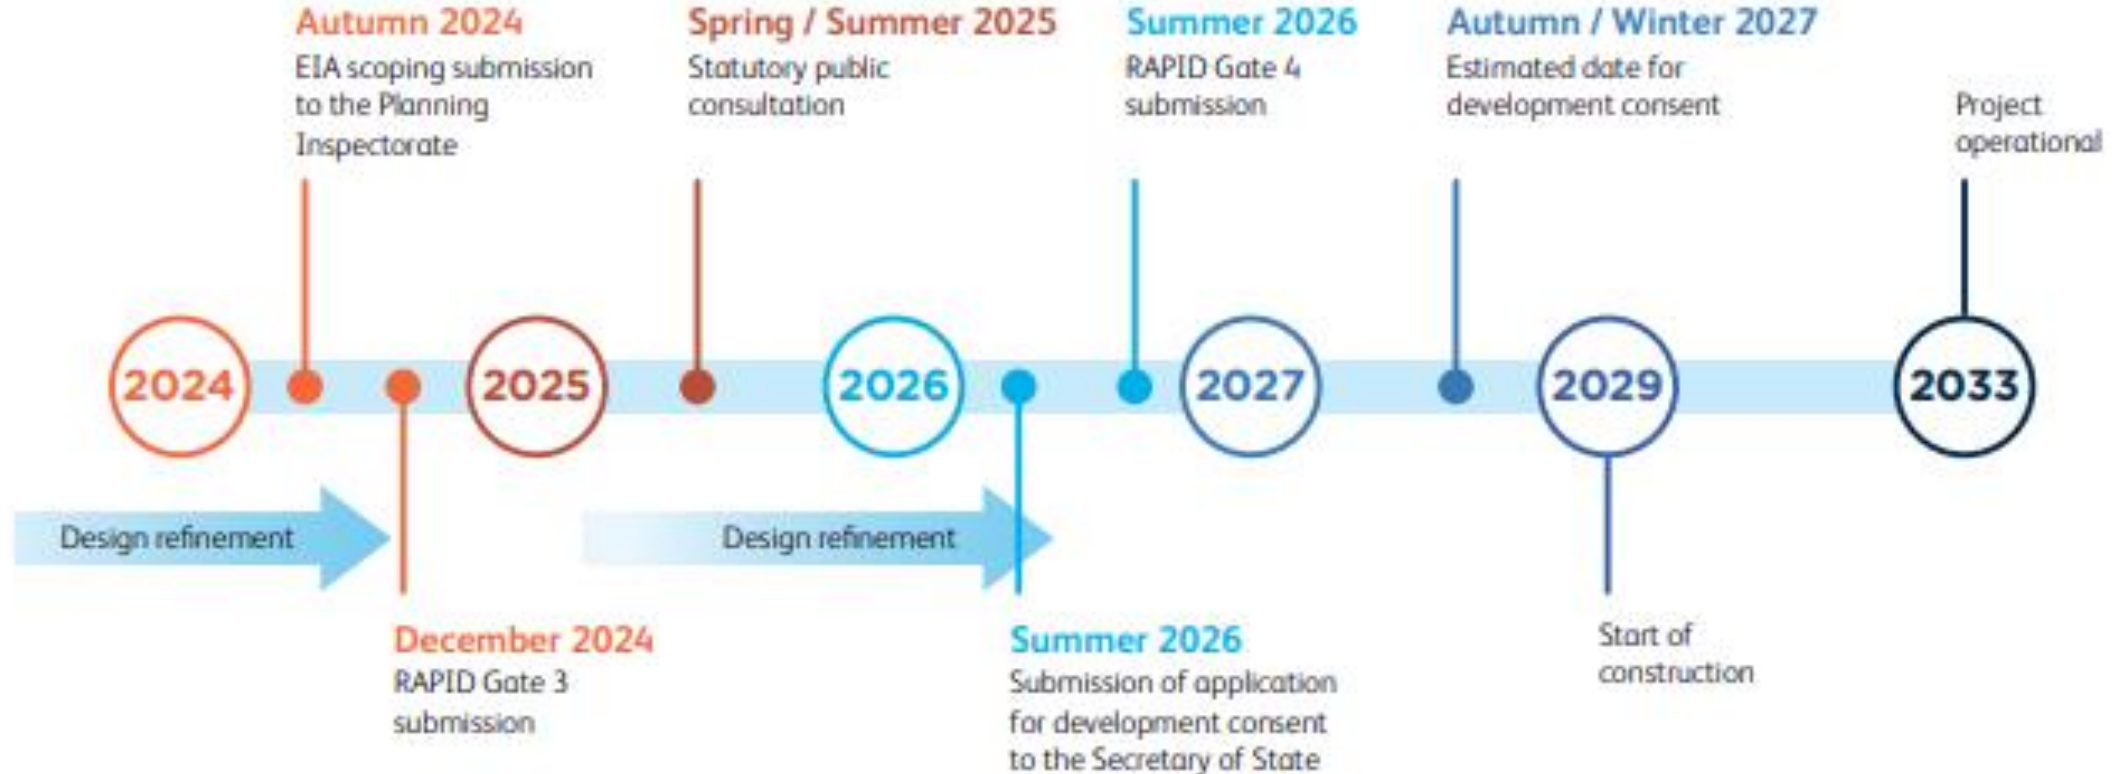 Autumn 2024
EIA scoping submission
to the Planning
Inspectorate
Spring / Summer 2025
Statutory public
consultation
Summer 2026
RAPID Gate 4
submission
Autumn / Winter 2027
Estimated date for
development consent
Project
operational
2024
2025
2026
2027
2029
2033
Design refinement
Design refinement
December 2024
RAPID Gate 3
submission
Summer 2026
Submission of application
for development consent
to the Secretary of State
Start of
construction